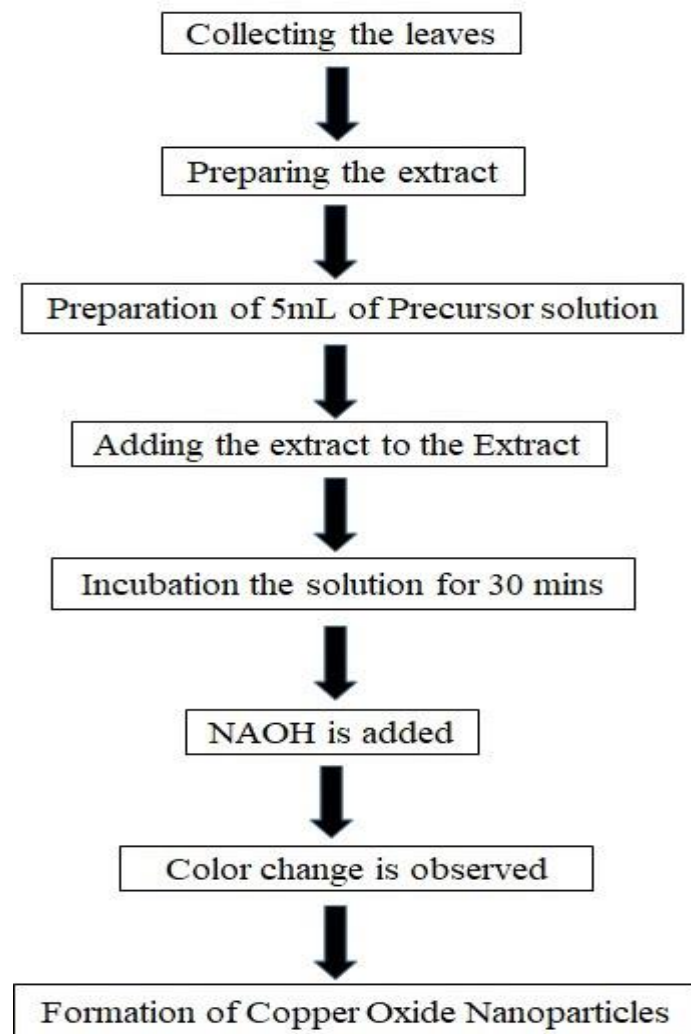 Collecting the leaves
Preparing the extract
Preparation of 5mL of Precursor solution
Adding the extract to the Extract
Incubation the solution for 30 mins
NAOH is added
Color change is observed
Formation of Copper Oxide Nanoparticles